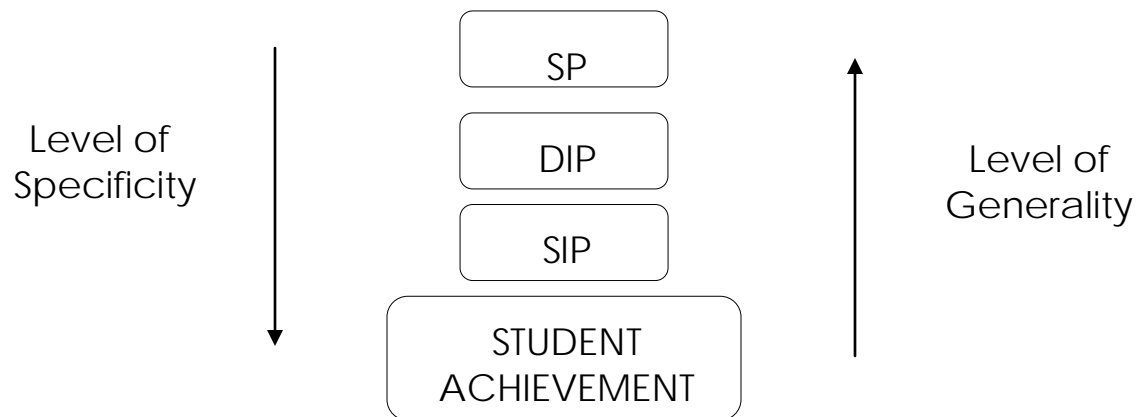 SP
Level of
Specificity
DIP
Level of
Generality
SIP
STUDENT
ACHIEVEMENT